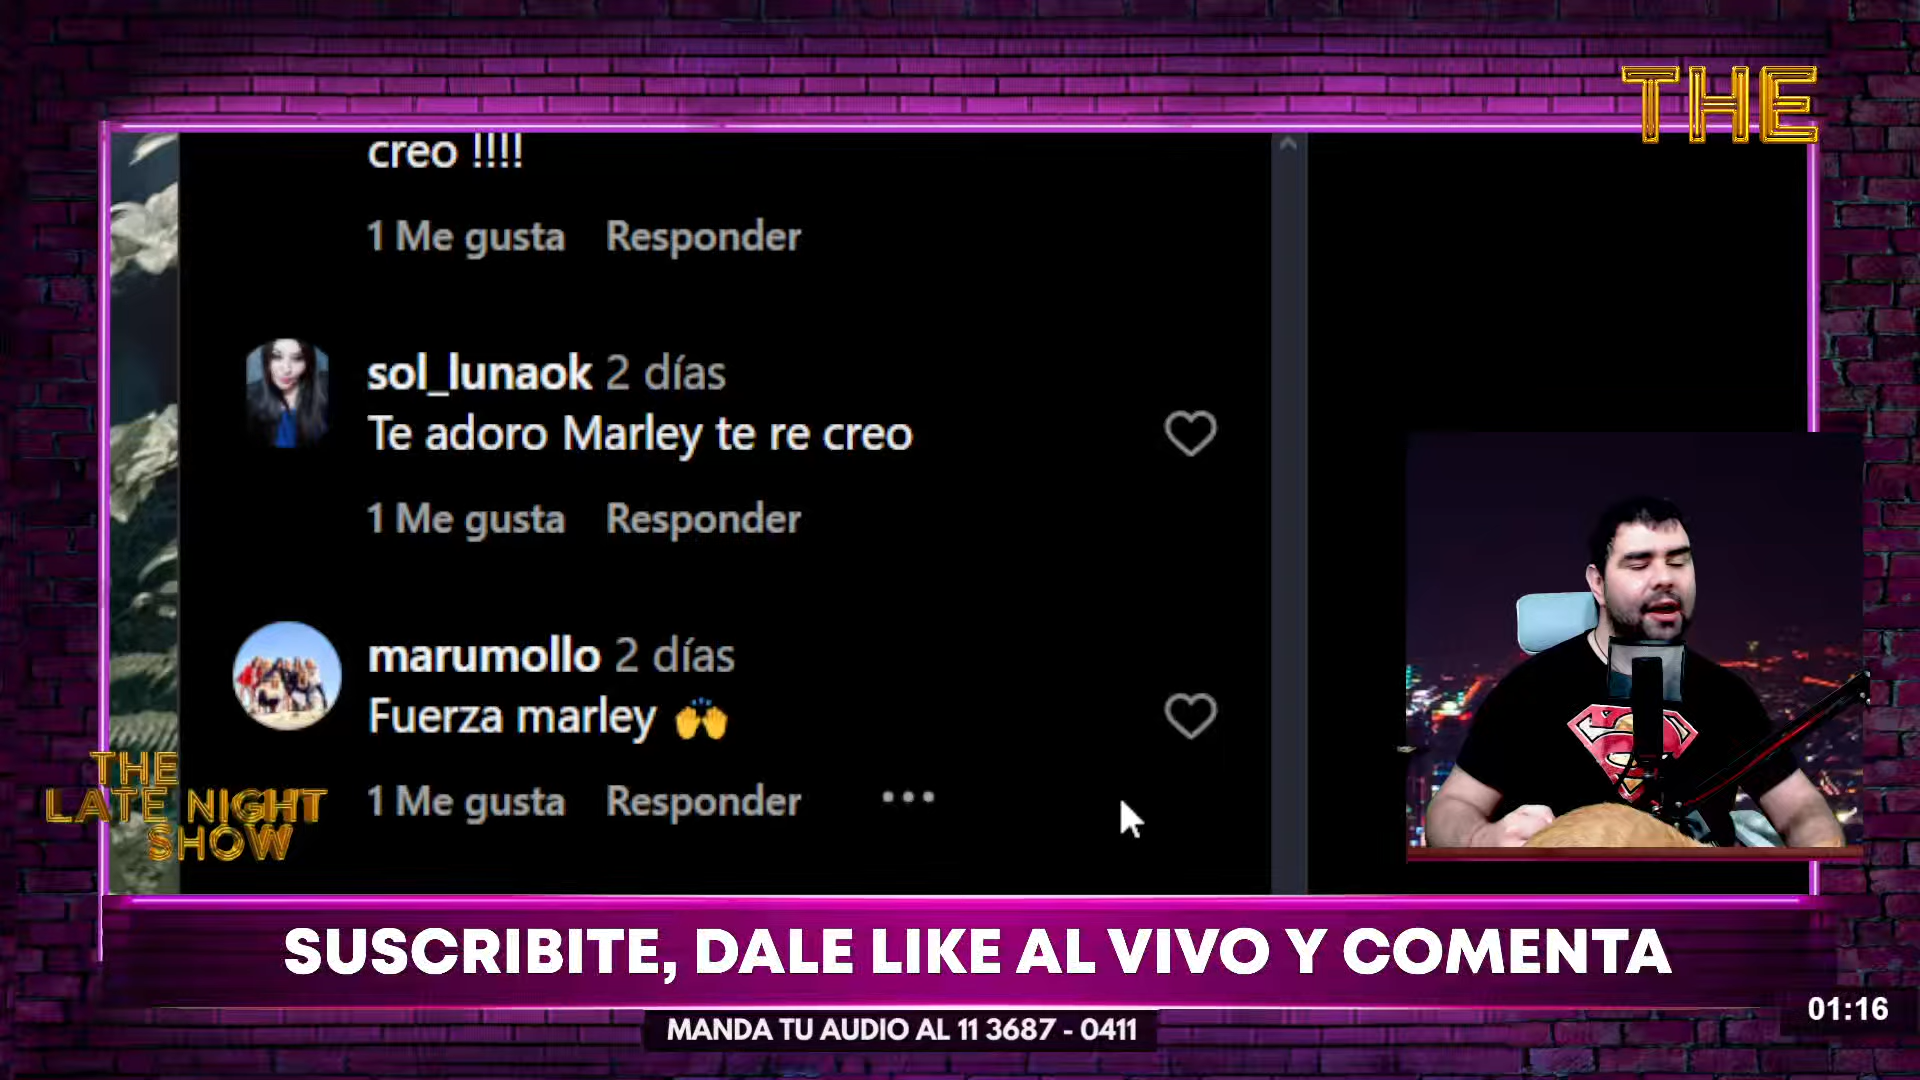 THE
creo !!!!
1 Me gusta Responder
sol_lunaok 2 días
Te adoro Marley te re creo
1 Me gusta Responder
marumollo 2 días
Fuerza marley 🙌
1 Me gusta Responder •••
THE
LATE NIGHT
SHOW
SUSCRIBITE, DALE LIKE AL VIVO Y COMENTA
01:16
MANDA TU AUDIO AL 11 3687 - 0411